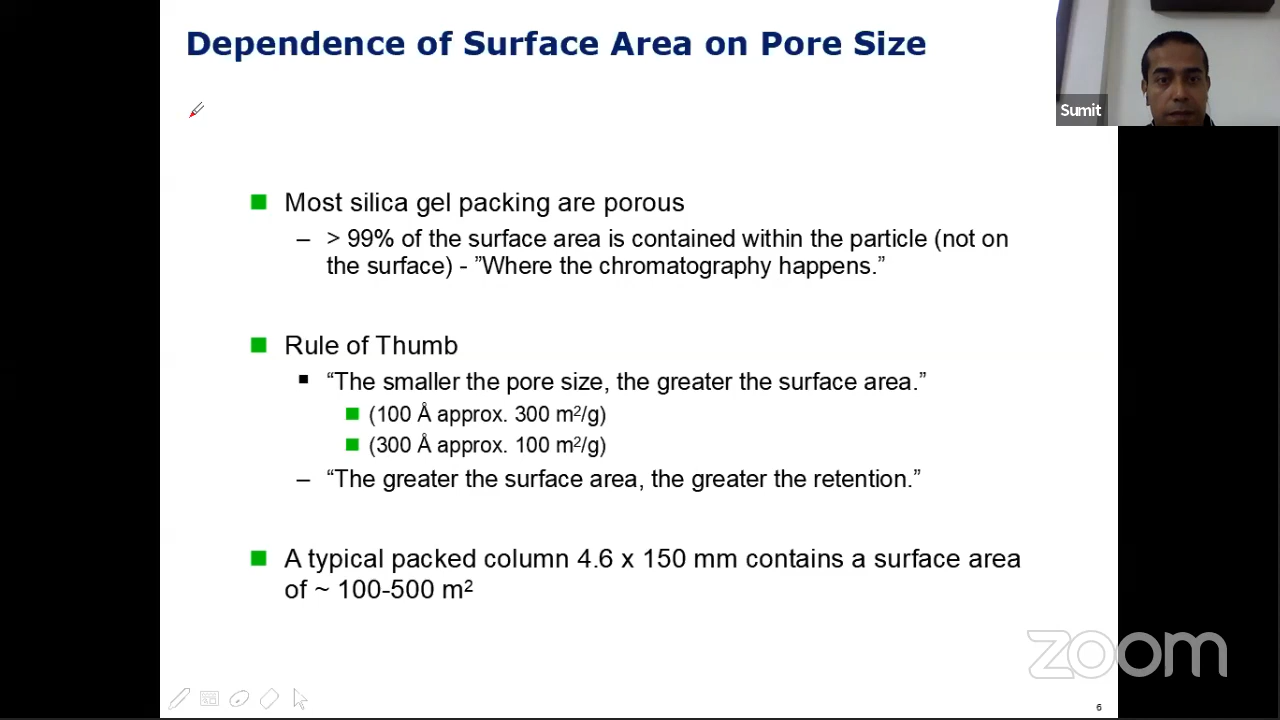 Dependence of Surface Area on Pore Size
Sumit
Most silica gel packing are porous
– > 99% of the surface area is contained within the particle (not on
the surface) - ”Where the chromatography happens.”
Rule of Thumb
“The smaller the pore size, the greater the surface area.”
(100 Å approx. 300 m²/g)
(300 Å approx. 100 m²/g)
– “The greater the surface area, the greater the retention.”
A typical packed column 4.6 x 150 mm contains a surface area
of ~ 100-500 m²
zoom
6